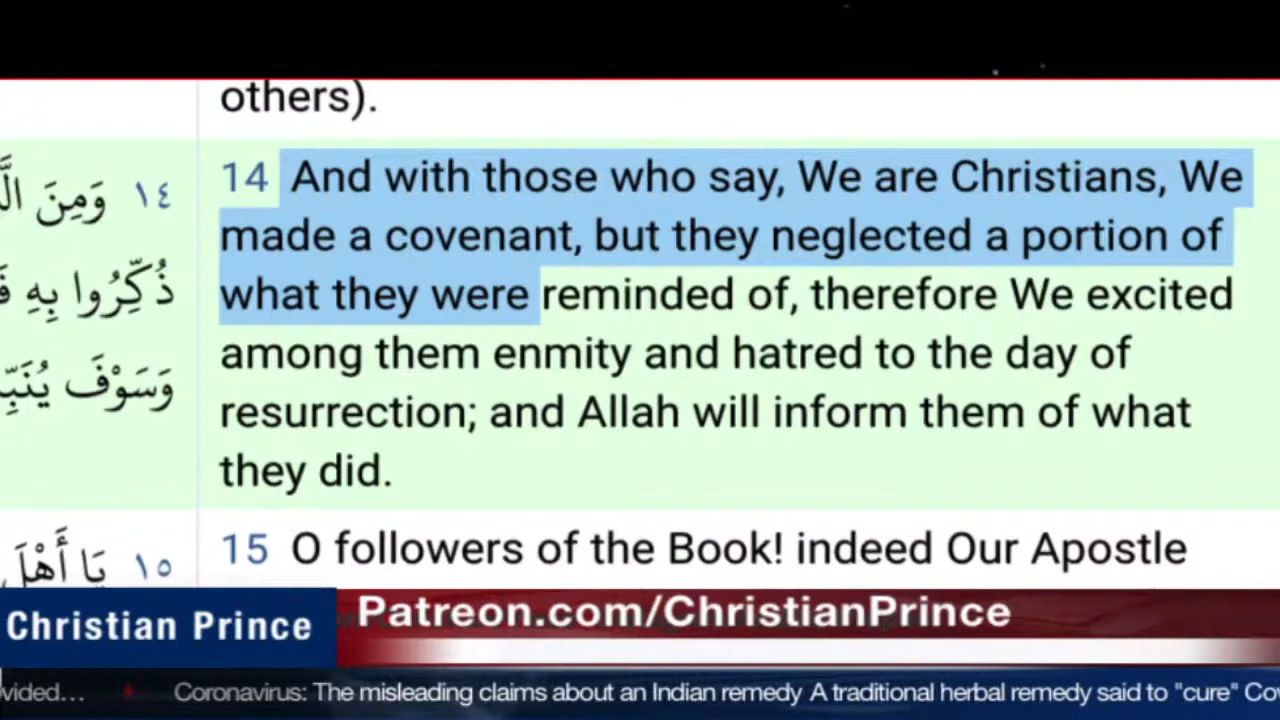 others).
١٤ وَمِنَ
14 And with those who say, We are Christians, We
made a covenant, but they neglected a portion of
ذُكِّرُوا بِهِ
what they were reminded of, therefore We excited
among them enmity and hatred to the day of
وَسَوْفَ
resurrection; and Allah will inform them of what
they did.
١٥ يَا أَهْلَ
15 O followers of the Book! indeed Our Apostle
Christian Prince
Patreon.com/ChristianPrince
Coronavirus: The misleading claims about an Indian remedy A traditional herbal remedy said to "cure"